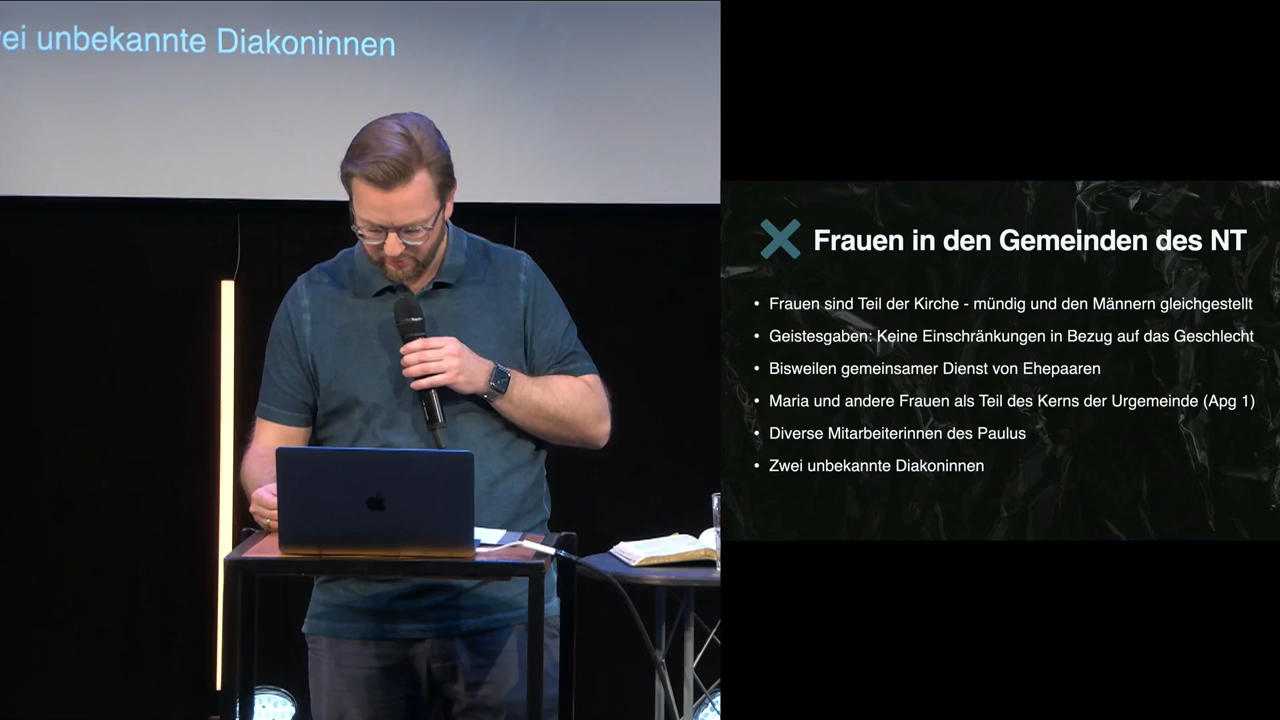 ei unbekannte Diakoninnen
Frauen in den Gemeinden des NT
• Frauen sind Teil der Kirche - mündig und den Männern gleichgestellt
• Geistesgaben: Keine Einschränkungen in Bezug auf das Geschlecht
• Bisweilen gemeinsamer Dienst von Ehepaaren
• Maria und andere Frauen als Teil des Kerns der Urgemeinde (Apg 1)
• Diverse Mitarbeiterinnen des Paulus
• Zwei unbekannte Diakoninnen